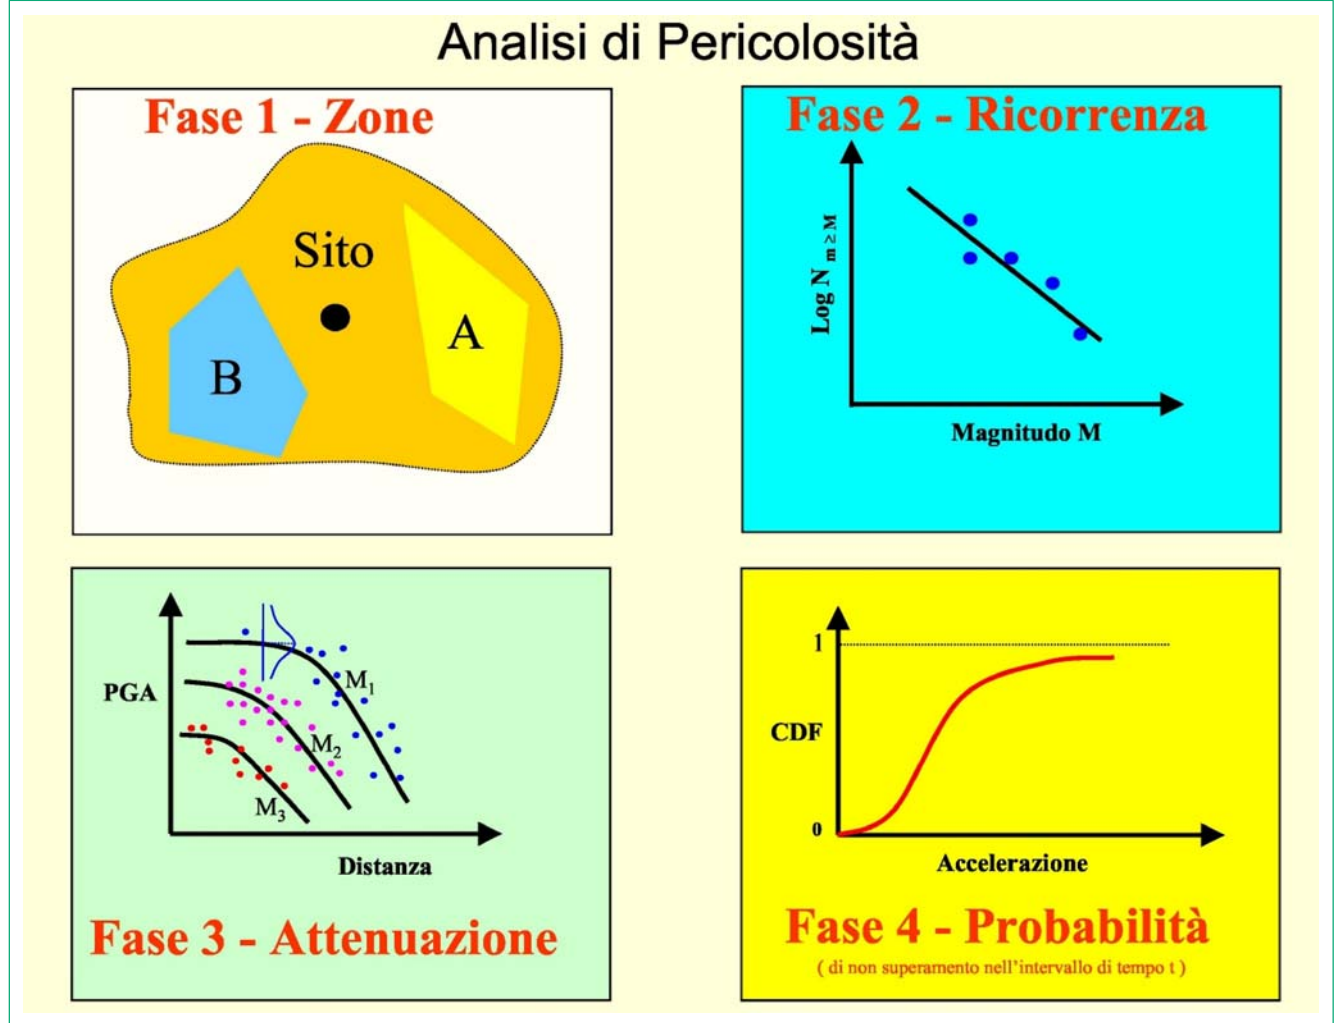 Analisi di Pericolosità
Fase 1 - Zone
Sito
A
B
Fase 2 - Ricorrenza
Log N m ≥ M
Magnitudo M
PGA
M1
M2
M3
Distanza
Fase 3 - Attenuazione
1
CDF
0
Accelerazione
Fase 4 - Probabilità
( di non superamento nell'intervallo di tempo t )